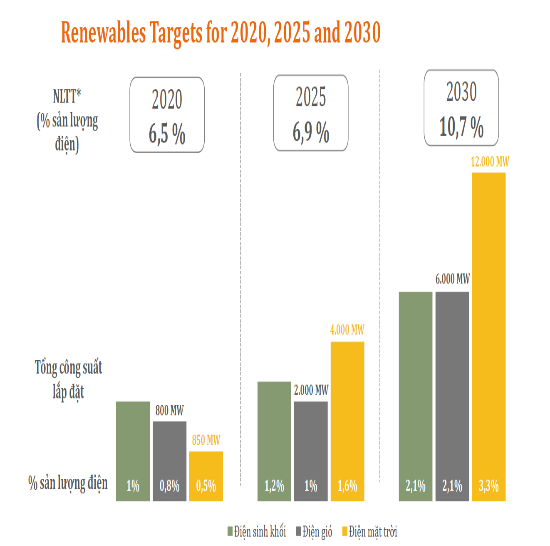 Renewables Targets for 2020, 2025 and 2030
NLTT*
(% sản lượng
điện)
2020
6,5 %
2025
6,9 %
2030
10,7 %
12.000 MW
6.000 MW
4.000 MW
2.000 MW
Tổng công suất
lắp đặt
800 MW
850 MW
% sản lượng điện
1%
0,8%
0,5%
1,2%
1%
1,6%
2,1%
2,1%
3,3%
Điện sinh khối
Điện gió
Điện mặt trời